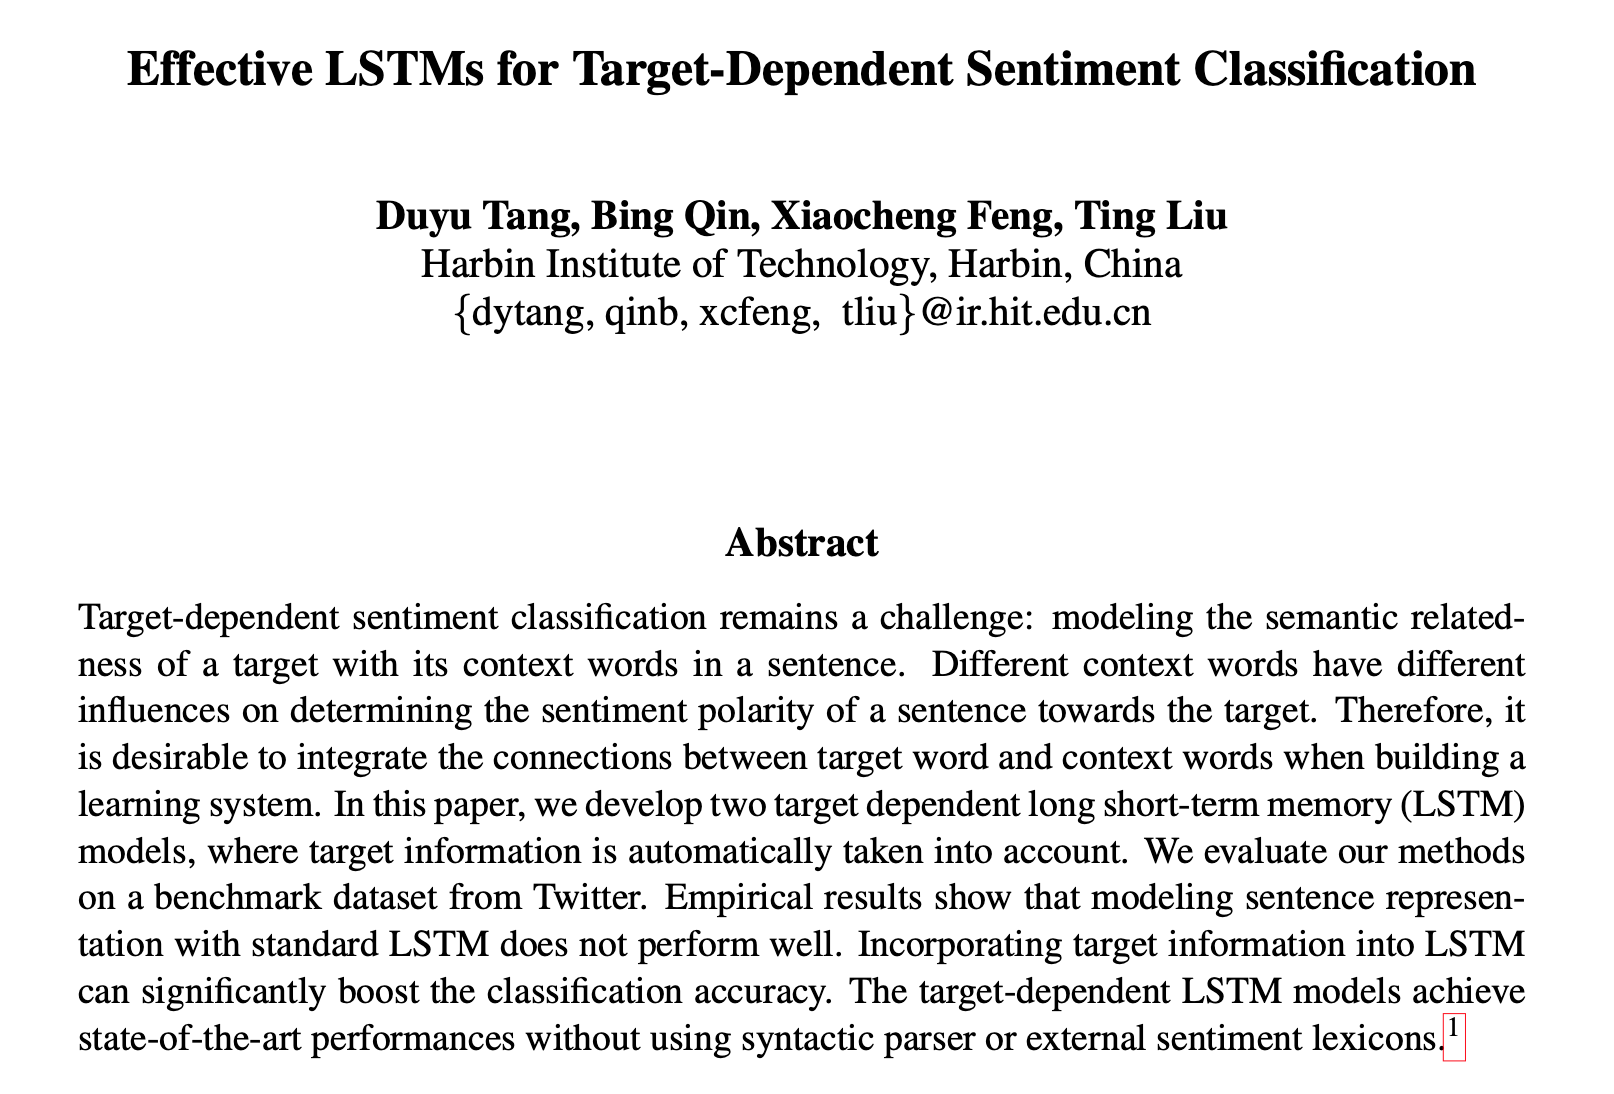 Effective LSTMs for Target-Dependent Sentiment Classification
Duyu Tang, Bing Qin, Xiaocheng Feng, Ting Liu
Harbin Institute of Technology, Harbin, China
{dytang, qinb, xcfeng, tliu}@ir.hit.edu.cn
Abstract
Target-dependent sentiment classification remains a challenge: modeling the semantic related-
ness of a target with its context words in a sentence. Different context words have different
influences on determining the sentiment polarity of a sentence towards the target. Therefore, it
is desirable to integrate the connections between target word and context words when building a
learning system. In this paper, we develop two target dependent long short-term memory (LSTM)
models, where target information is automatically taken into account. We evaluate our methods
on a benchmark dataset from Twitter. Empirical results show that modeling sentence represen-
tation with standard LSTM does not perform well. Incorporating target information into LSTM
can significantly boost the classification accuracy. The target-dependent LSTM models achieve
state-of-the-art performances without using syntactic parser or external sentiment lexicons.1